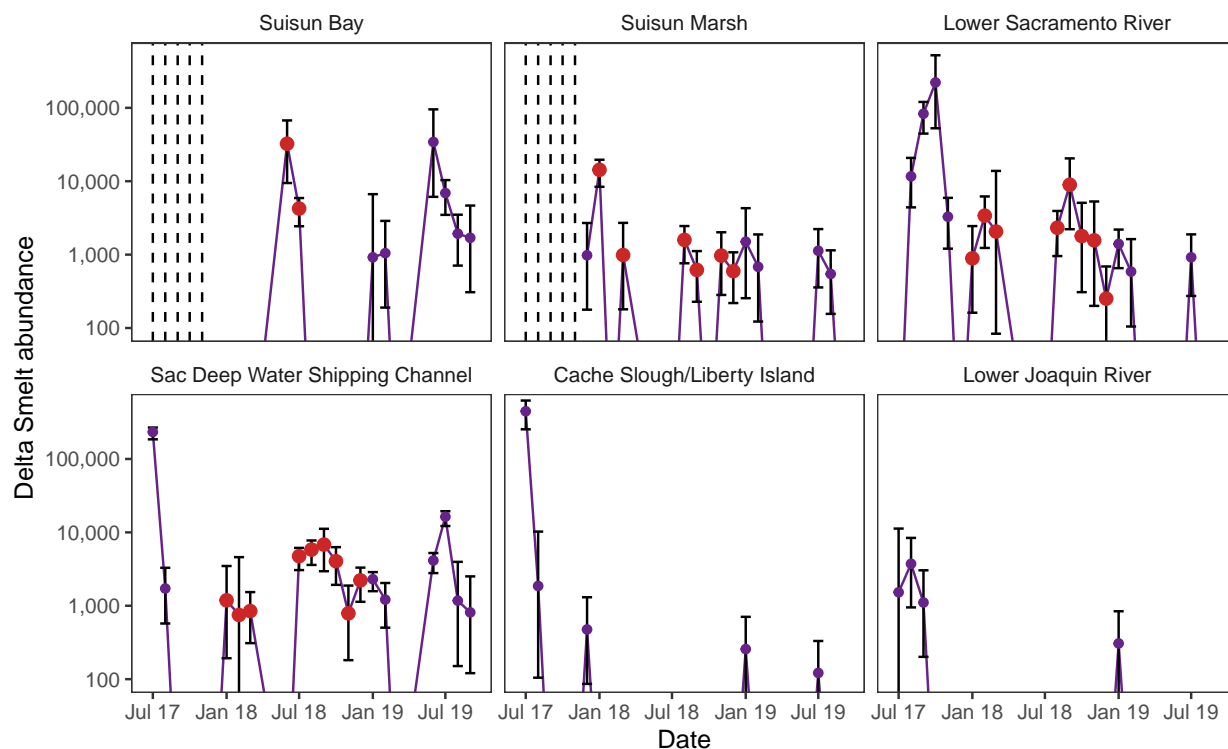 Suisun Bay
Suisun Marsh
Lower Sacramento River
100,000
10,000
1,000
100
Sac Deep Water Shipping Channel
Cache Slough/Liberty Island
Lower Joaquin River
100,000
10,000
1,000
100
Delta Smelt abundance
Jul 17 Jan 18 Jul 18 Jan 19 Jul 19
Jul 17 Jan 18 Jul 18 Jan 19 Jul 19
Jul 17 Jan 18 Jul 18 Jan 19 Jul 19
Date